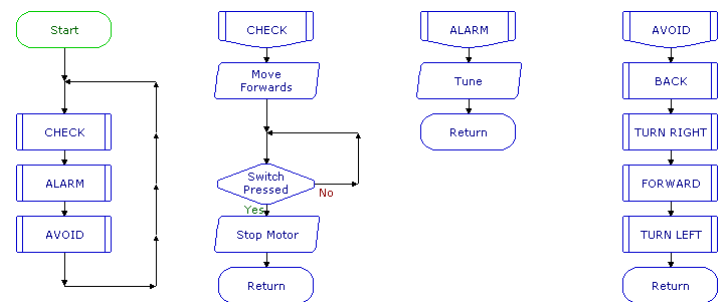 Start
CHECK
ALARM
AVOID
CHECK
Move
Forwards
Switch
Pressed
No
Yes
Stop Motor
Return
ALARM
Tune
Return
AVOID
BACK
TURN RIGHT
FORWARD
TURN LEFT
Return